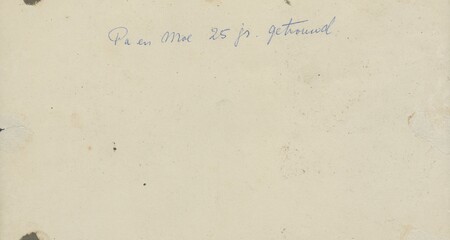 Pa en Moe 25 jr. getrouwd